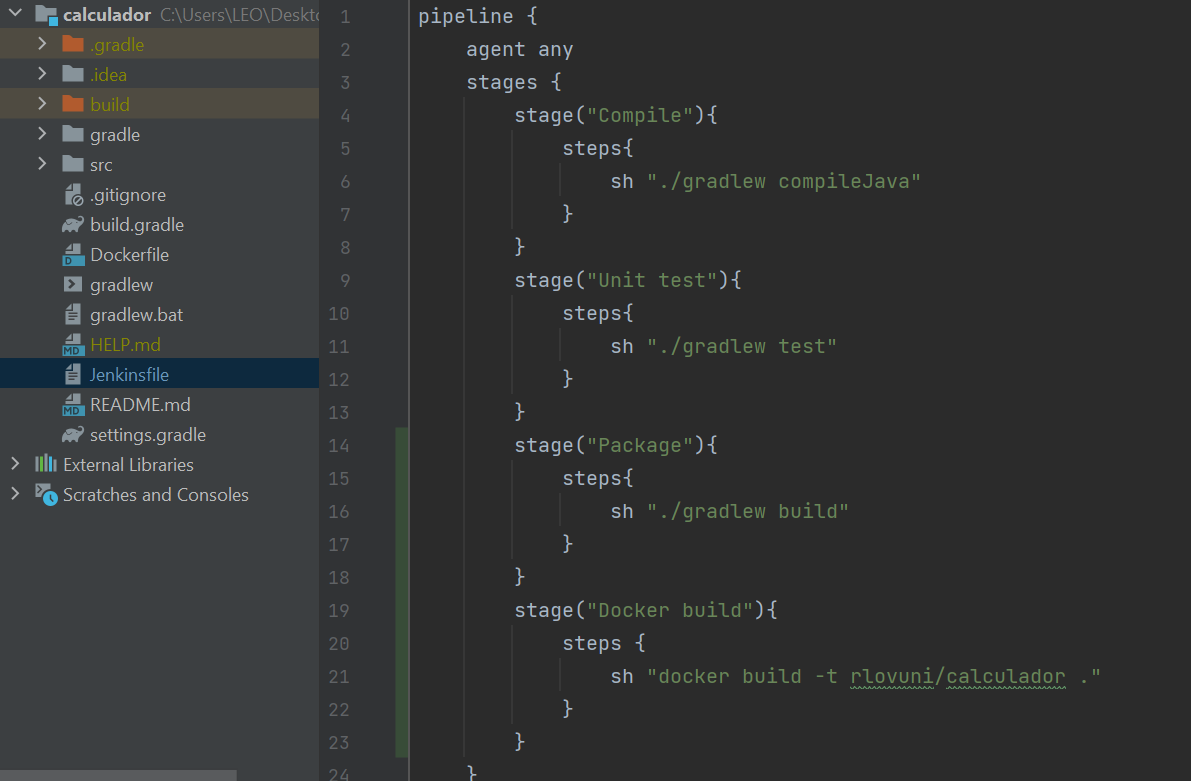 calculador C:\Users\LEO\Deskto
.gradle
.idea
build
gradle
src
.gitignore
build.gradle
Dockerfile
gradlew
gradlew.bat
HELP.md
Jenkinsfile
README.md
settings.gradle
External Libraries
Scratches and Consoles
1 pipeline {
2 agent any
3 stages {
4 stage("Compile"){
5 steps{
6 sh "./gradlew compileJava"
7 }
8 }
9 stage("Unit test"){
10 steps{
11 sh "./gradlew test"
12 }
13 }
14 stage("Package"){
15 steps{
16 sh "./gradlew build"
17 }
18 }
19 stage("Docker build"){
20 steps {
21 sh "docker build -t rlovuni/calculador ."
22 }
23 }
24 }